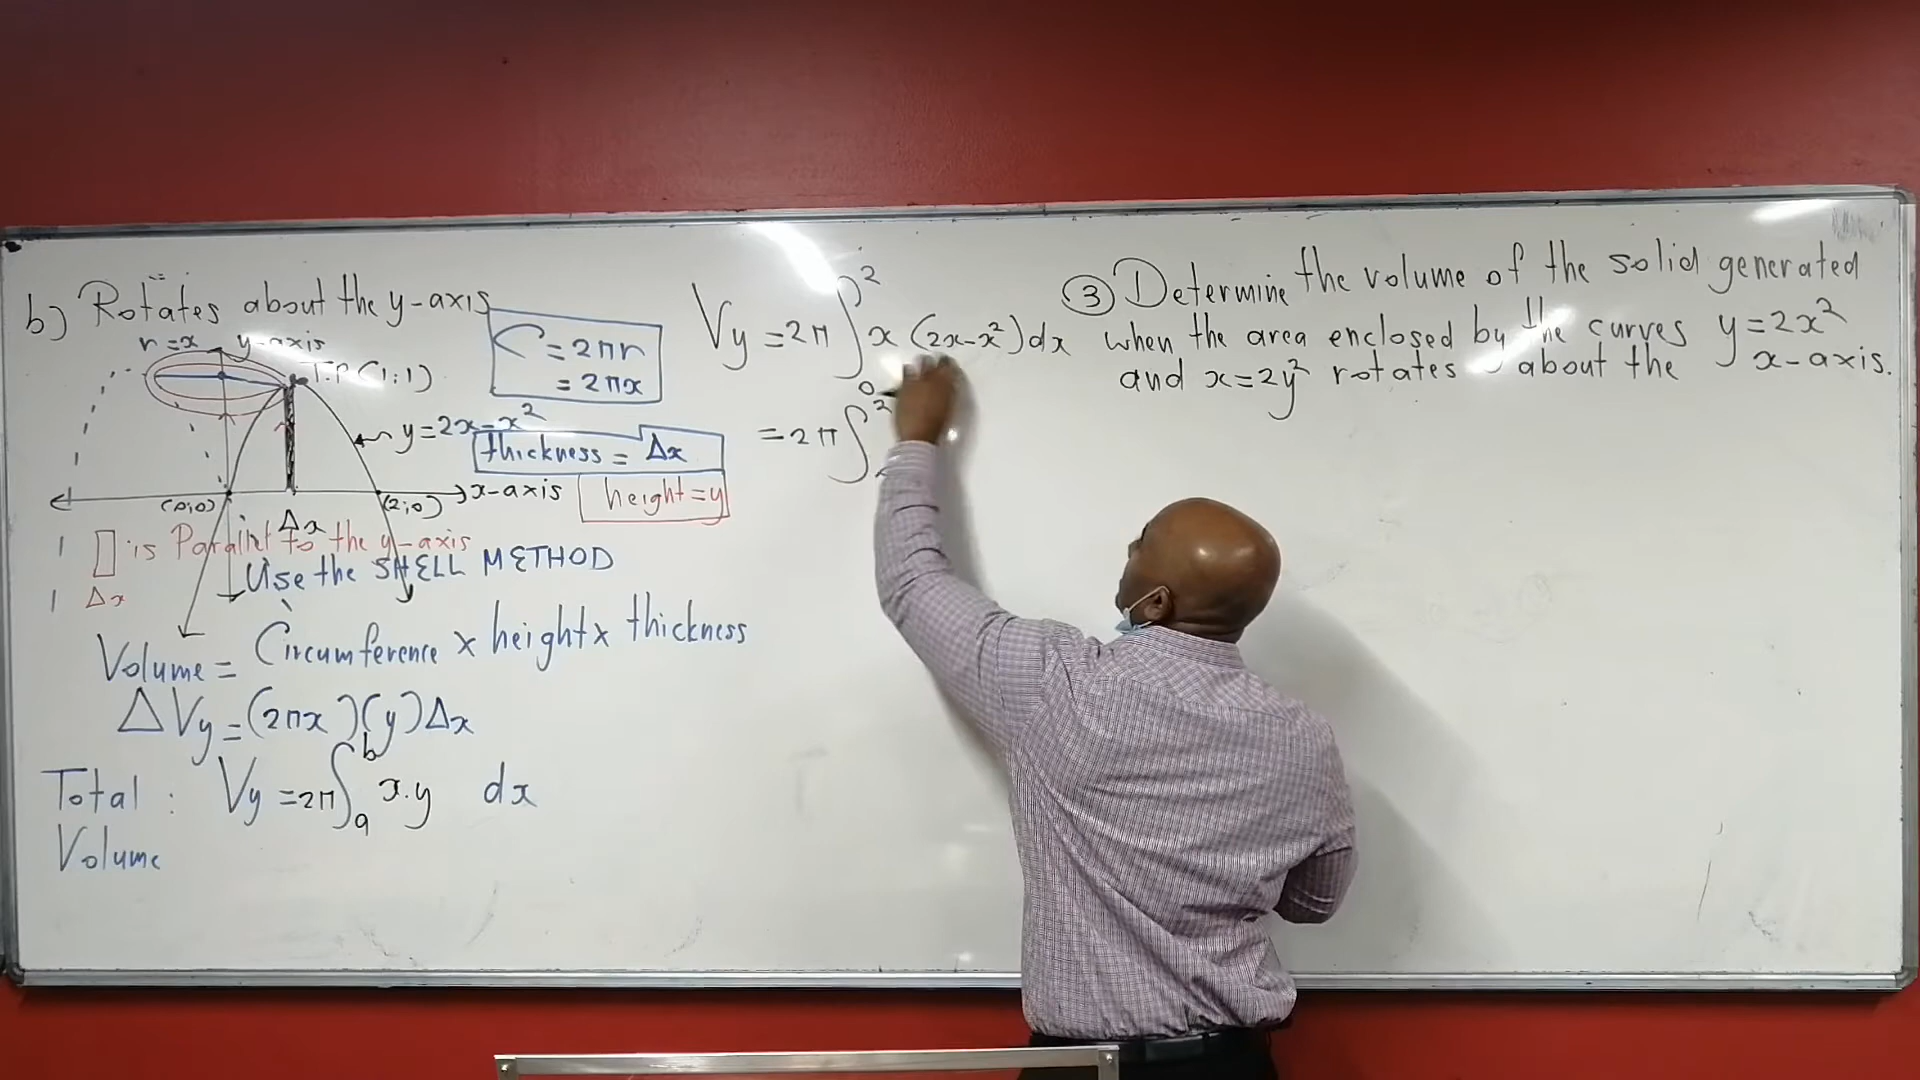 b) Rotates about the y-axis
r=x
y-axis
T.P (1;1)
C = 2πr
= 2πx
y=2x-x²
thickness = Δx
x-axis
height=y
(0;0)
(2;0)
Δx
is Parallel to the y-axis
Δx
Use the SHELL METHOD
Volume = Circumference x height x thickness
ΔVy = (2πx)(y)Δx
Total : Vy = 2π∫ₐᵇ x.y dx
Volume
Vy = 2π∫₀² x (2x-x²)dx
= 2π∫²
③ Determine the volume of the solid generated
when the area enclosed by the curves y=2x²
and x=2y² rotates about the x-axis.